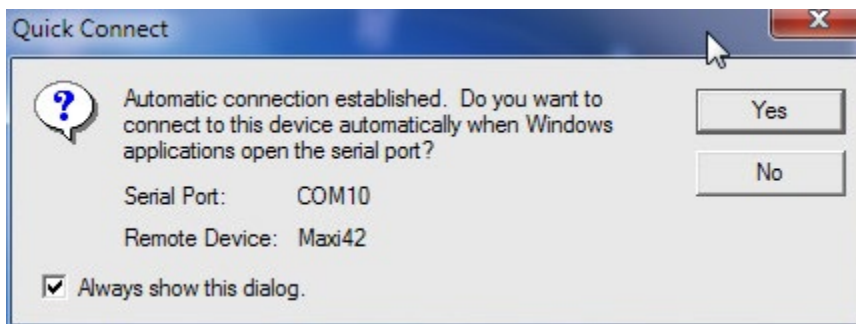 Quick Connect
Automatic connection established. Do you want to
connect to this device automatically when Windows
applications open the serial port?
Yes
No
Serial Port: COM10
Remote Device: Maxi42
Always show this dialog.